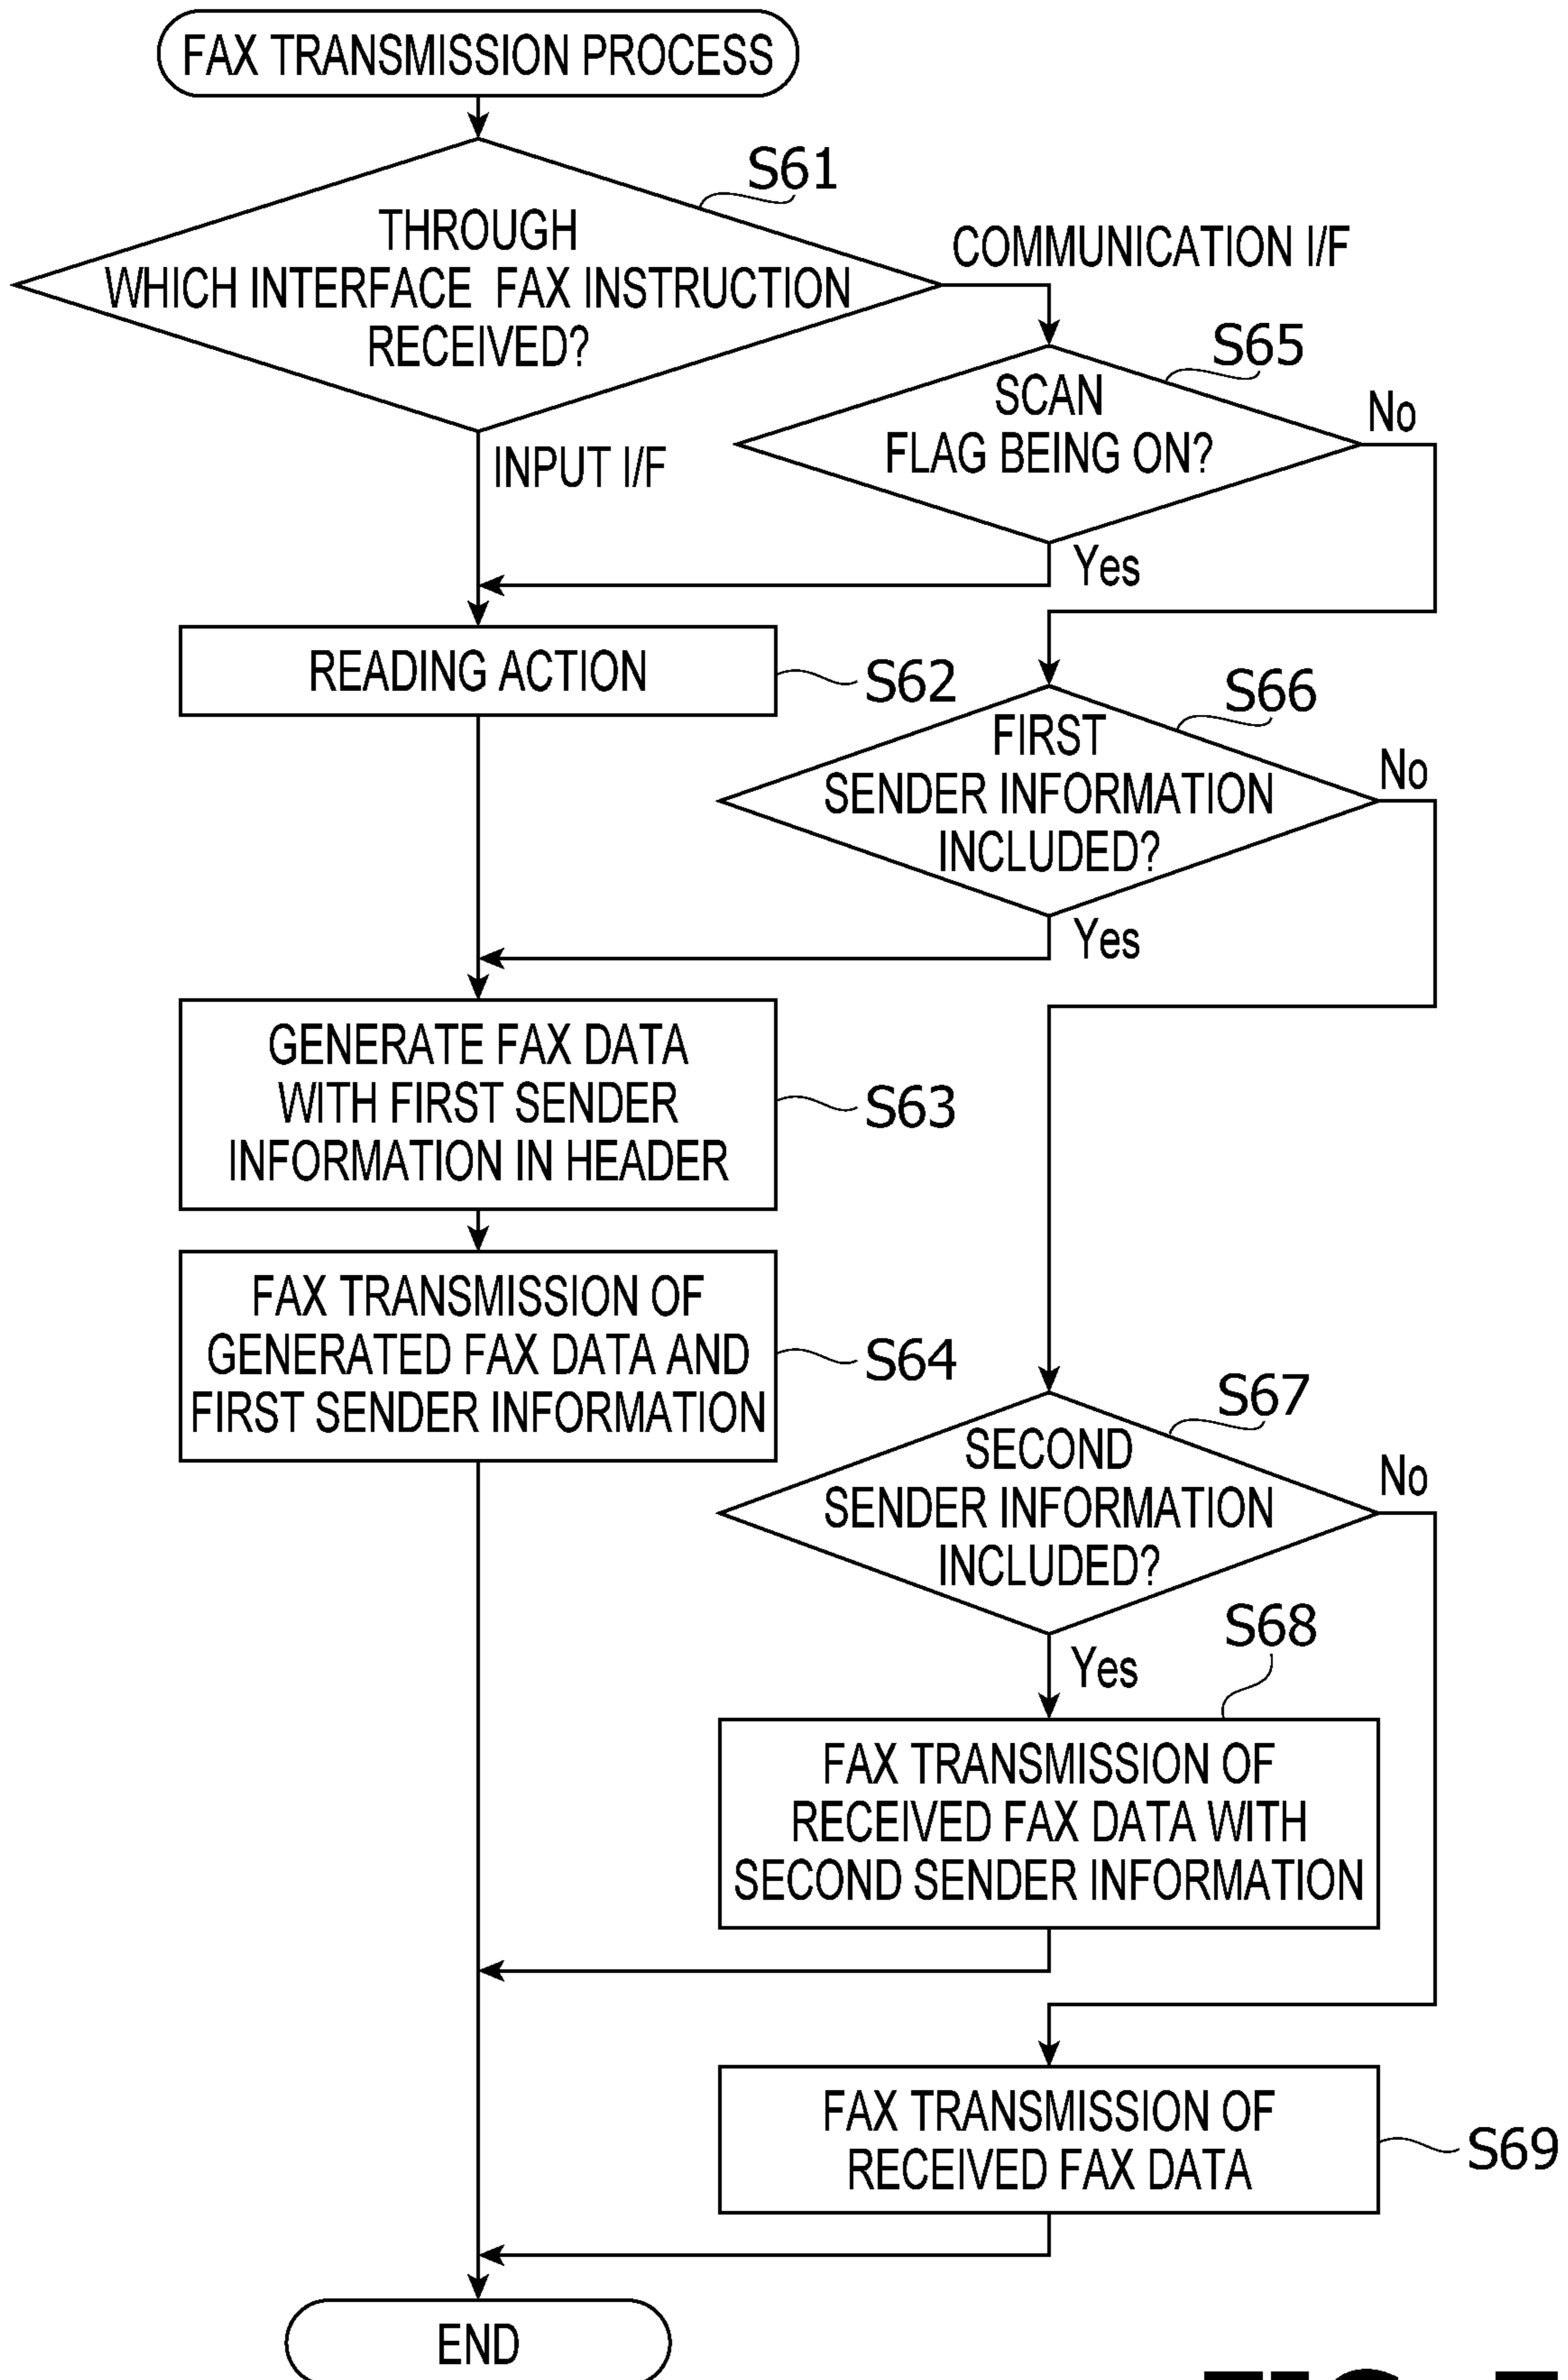 FAX TRANSMISSION PROCESS
S61
THROUGH
WHICH INTERFACE FAX INSTRUCTION
RECEIVED?
COMMUNICATION I/F
INPUT I/F
S65
SCAN
FLAG BEING ON?
No
Yes
READING ACTION
S62
S66
FIRST
SENDER INFORMATION
INCLUDED?
No
Yes
GENERATE FAX DATA
WITH FIRST SENDER
INFORMATION IN HEADER
S63
FAX TRANSMISSION OF
GENERATED FAX DATA AND
FIRST SENDER INFORMATION
S64
S67
SECOND
SENDER INFORMATION
INCLUDED?
No
Yes
S68
FAX TRANSMISSION OF
RECEIVED FAX DATA WITH
SECOND SENDER INFORMATION
FAX TRANSMISSION OF
RECEIVED FAX DATA
S69
END